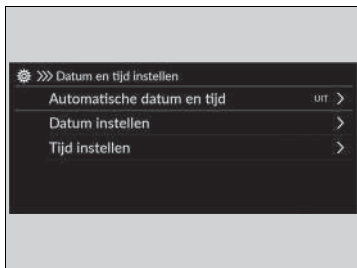 Datum en tijd instellen
Automatische datum en tijd UIT
Datum instellen
Tijd instellen